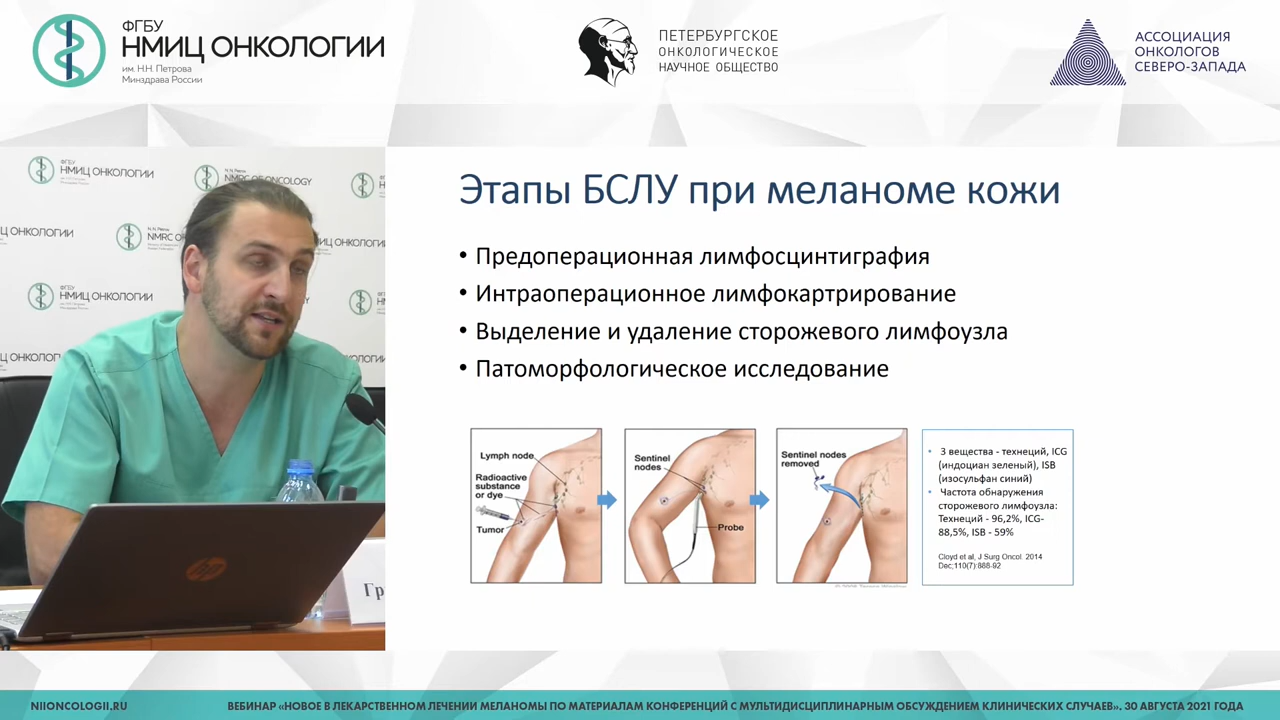 ФГБУ
НМИЦ ОНКОЛОГИИ
им. Н.Н. Петрова
Минздрава России
ПЕТЕРБУРГСКОЕ
ОНКОЛОГИЧЕСКОЕ
НАУЧНОЕ ОБЩЕСТВО
АССОЦИАЦИЯ
ОНКОЛОГОВ
СЕВЕРО-ЗАПАДА
ФГБУ
НМИЦ ОНКОЛОГИИ
NMRC OF ONCOLOGY
НМИЦ ОНКОЛОГИИ
hp
Гр
Этапы БСЛУ при меланоме кожи
• Предоперационная лимфосцинтиграфия
• Интраоперационное лимфокартрирование
• Выделение и удаление сторожевого лимфоузла
• Патоморфологическое исследование
Lymph node
Radioactive
substance
or dye
Tumor
Sentinel
nodes
Probe
Sentinel nodes
removed
• 3 вещества - технеций, ICG
(индоциан зеленый), ISB
(изосульфан синий)
• Частота обнаружения
сторожевого лимфоузла:
Технеций - 96,2%, ICG-
88,5%, ISB - 59%
Cloyd et al, J Surg Oncol. 2014
Dec;110(7):888-92
NIIONCOLOGII.RU
ВЕБИНАР «НОВОЕ В ЛЕКАРСТВЕННОМ ЛЕЧЕНИИ МЕЛАНОМЫ ПО МАТЕРИАЛАМ КОНФЕРЕНЦИЙ С МУЛЬТИДИСЦИПЛИНАРНЫМ ОБСУЖДЕНИЕМ КЛИНИЧЕСКИХ СЛУЧАЕВ». 30 АВГУСТА 2021 ГОДА